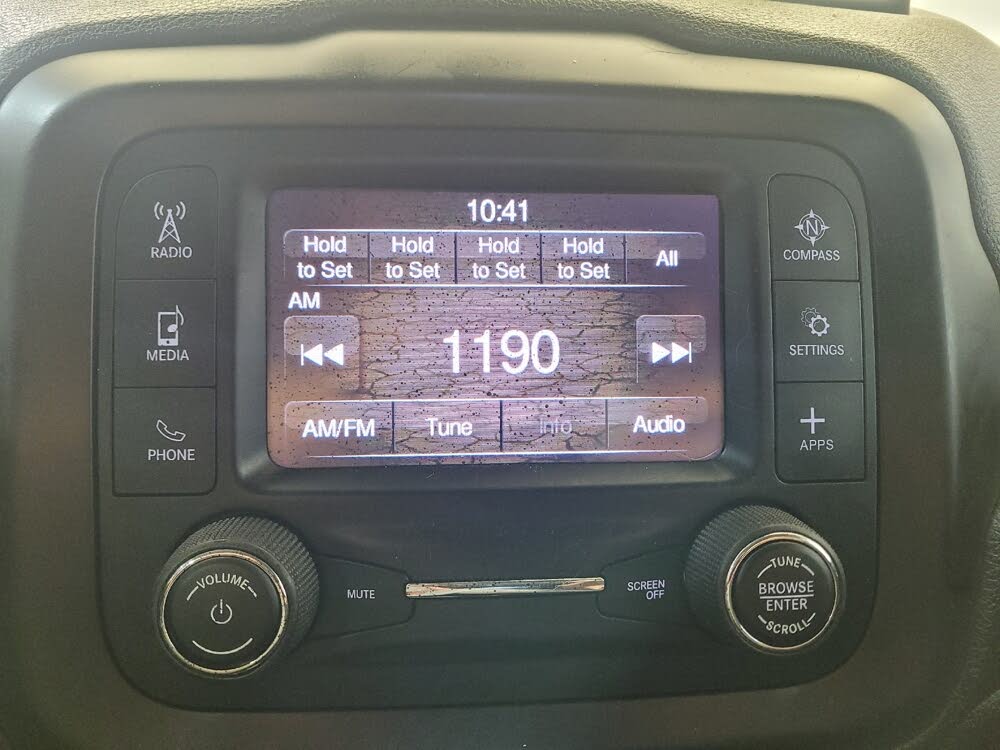 10:41
Hold to Set
Hold to Set
Hold to Set
Hold to Set
All
AM
1190
AM/FM
Tune
Info
Audio
RADIO
MEDIA
PHONE
N
COMPASS
SETTINGS
APPS
VOLUME
MUTE
SCREEN
OFF
TUNE
BROWSE
ENTER
SCROLL